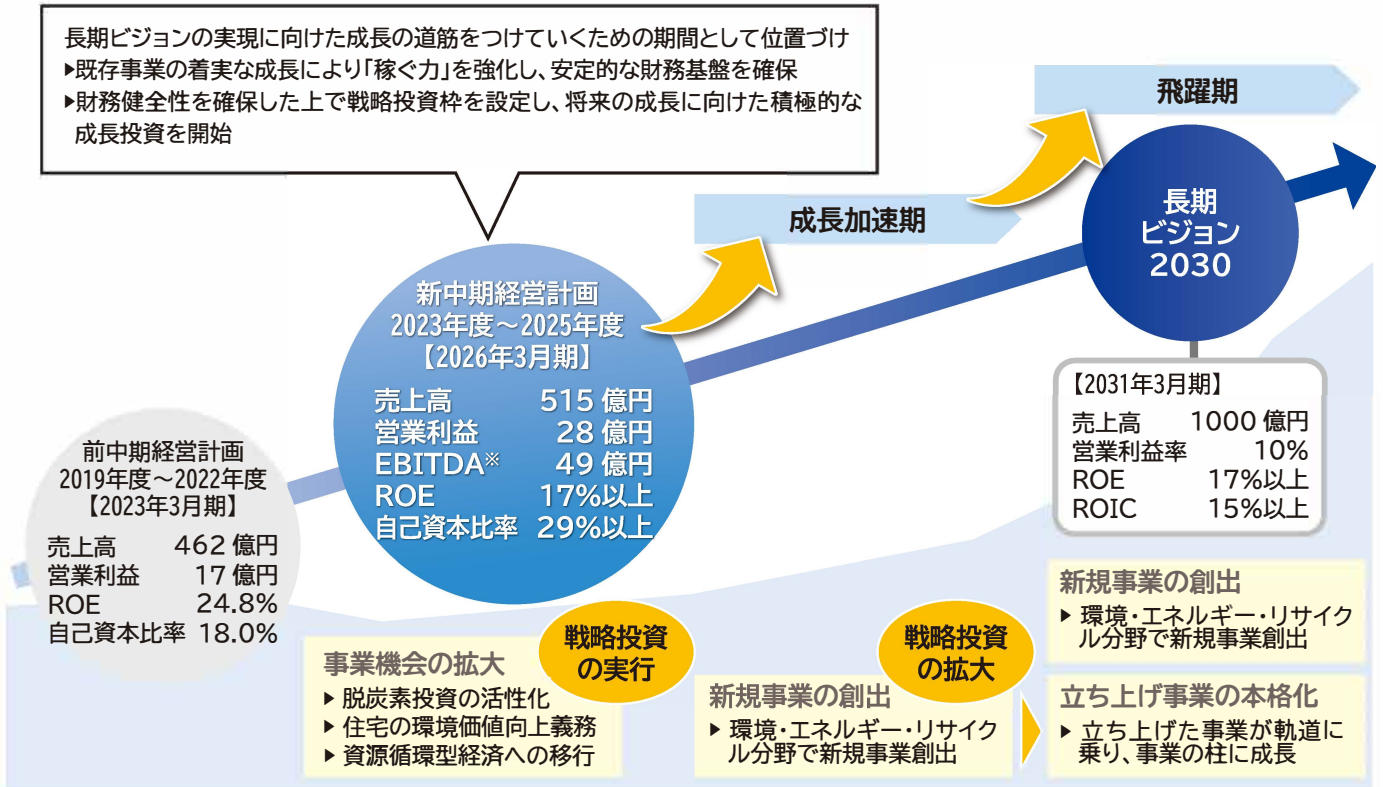 長期ビジョンの実現に向けた成長の道筋をつけていくための期間として位置づけ
▶既存事業の着実な成長により「稼ぐ力」を強化し、安定的な財務基盤を確保
▶財務健全性を確保した上で戦略投資枠を設定し、将来の成長に向けた積極的な
成長投資を開始
飛躍期
成長加速期
長期
ビジョン
2030
新中期経営計画
2023年度～2025年度
【2026年3月期】
売上高 515 億円
営業利益 28 億円
EBITDA※ 49 億円
ROE 17%以上
自己資本比率 29%以上
【2031年3月期】
売上高 1000 億円
営業利益率 10%
ROE 17%以上
ROIC 15%以上
前中期経営計画
2019年度～2022年度
【2023年3月期】
売上高 462 億円
営業利益 17 億円
ROE 24.8%
自己資本比率 18.0%
戦略投資
の実行
事業機会の拡大
▶ 脱炭素投資の活性化
▶ 住宅の環境価値向上義務
▶ 資源循環型経済への移行
戦略投資
の拡大
新規事業の創出
▶ 環境・エネルギー・リサイク
ル分野で新規事業創出
新規事業の創出
▶ 環境・エネルギー・リサイク
ル分野で新規事業創出
立ち上げ事業の本格化
▶ 立ち上げた事業が軌道に
乗り、事業の柱に成長